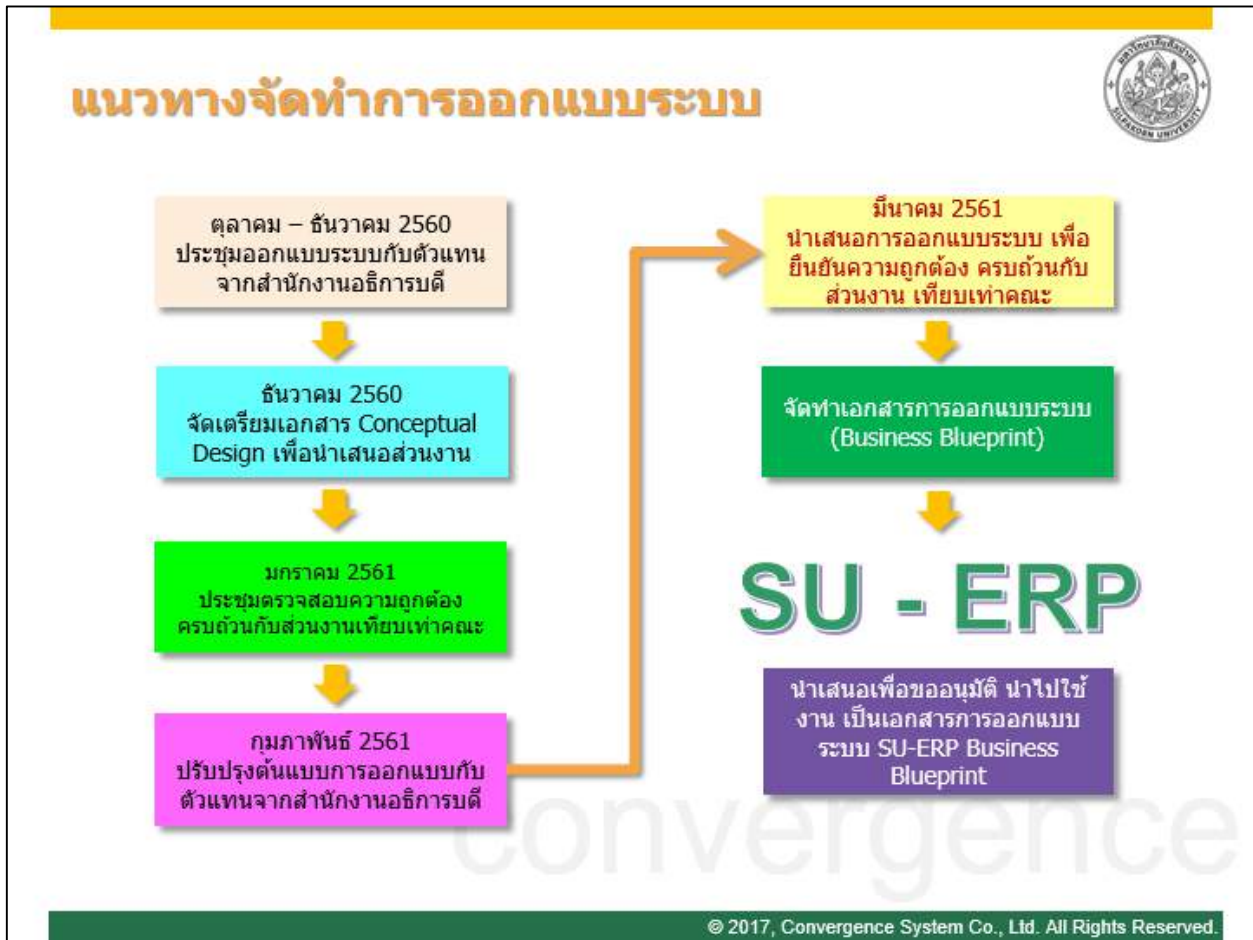 แนวทางจัดทำการออกแบบระบบ
มหาวิทยาลัยศิลปากร
SILPAKORN UNIVERSITY
ตุลาคม – ธันวาคม 2560
ประชุมออกแบบระบบกับตัวแทน
จากสำนักงานอธิการบดี
ธันวาคม 2560
จัดเตรียมเอกสาร Conceptual
Design เพื่อนำเสนอส่วนงาน
มกราคม 2561
ประชุมตรวจสอบความถูกต้อง
ครบถ้วนกับส่วนงานเทียบเท่าคณะ
กุมภาพันธ์ 2561
ปรับปรุงต้นแบบการออกแบบกับ
ตัวแทนจากสำนักงานอธิการบดี
มีนาคม 2561
นำเสนอการออกแบบระบบ เพื่อ
ยืนยันความถูกต้อง ครบถ้วนกับ
ส่วนงาน เทียบเท่าคณะ
จัดทำเอกสารการออกแบบระบบ
(Business Blueprint)
SU - ERP
นำเสนอเพื่อขออนุมัติ นำไปใช้
งาน เป็นเอกสารการออกแบบ
ระบบ SU-ERP Business
Blueprint
convergence
© 2017, Convergence System Co., Ltd. All Rights Reserved.